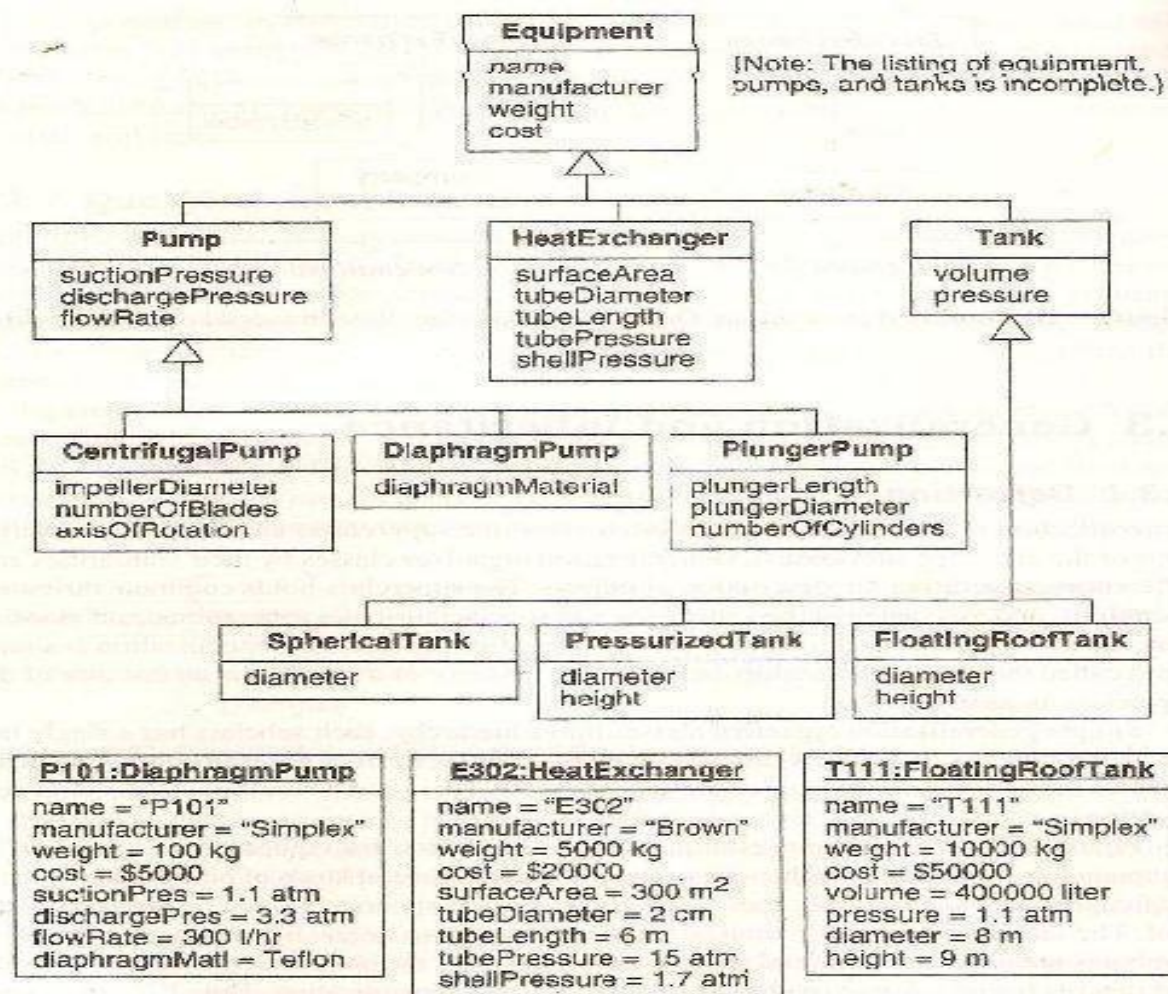 Equipment
name
manufacturer
weight
cost
{Note: The listing of equipment,
pumps, and tanks is incomplete.}
Pump
suctionPressure
dischargePressure
flowRate
HeatExchanger
surfaceArea
tubeDiameter
tubeLength
tubePressure
shellPressure
Tank
volume
pressure
CentrifugalPump
impellerDiameter
numberOfBlades
axisOfRotation
DiaphragmPump
diaphragmMaterial
PlungerPump
plungerLength
plungerDiameter
numberOfCylinders
SphericalTank
diameter
PressurizedTank
diameter
height
FloatingRoofTank
diameter
height
P101:DiaphragmPump
name = “P101”
manufacturer = “Simplex”
weight = 100 kg
cost = $5000
suctionPres = 1.1 atm
dischargePres = 3.3 atm
flowRate = 300 l/hr
diaphragmMatl = Teflon
E302:HeatExchanger
name = “E302”
manufacturer = “Brown”
weight = 5000 kg
cost = $20000
surfaceArea = 300 m²
tubeDiameter = 2 cm
tubeLength = 6 m
tubePressure = 15 atm
shellPressure = 1.7 atm
T111:FloatingRoofTank
name = “T111”
manufacturer = “Simplex”
weight = 10000 kg
cost = $50000
volume = 400000 liter
pressure = 1.1 atm
diameter = 8 m
height = 9 m